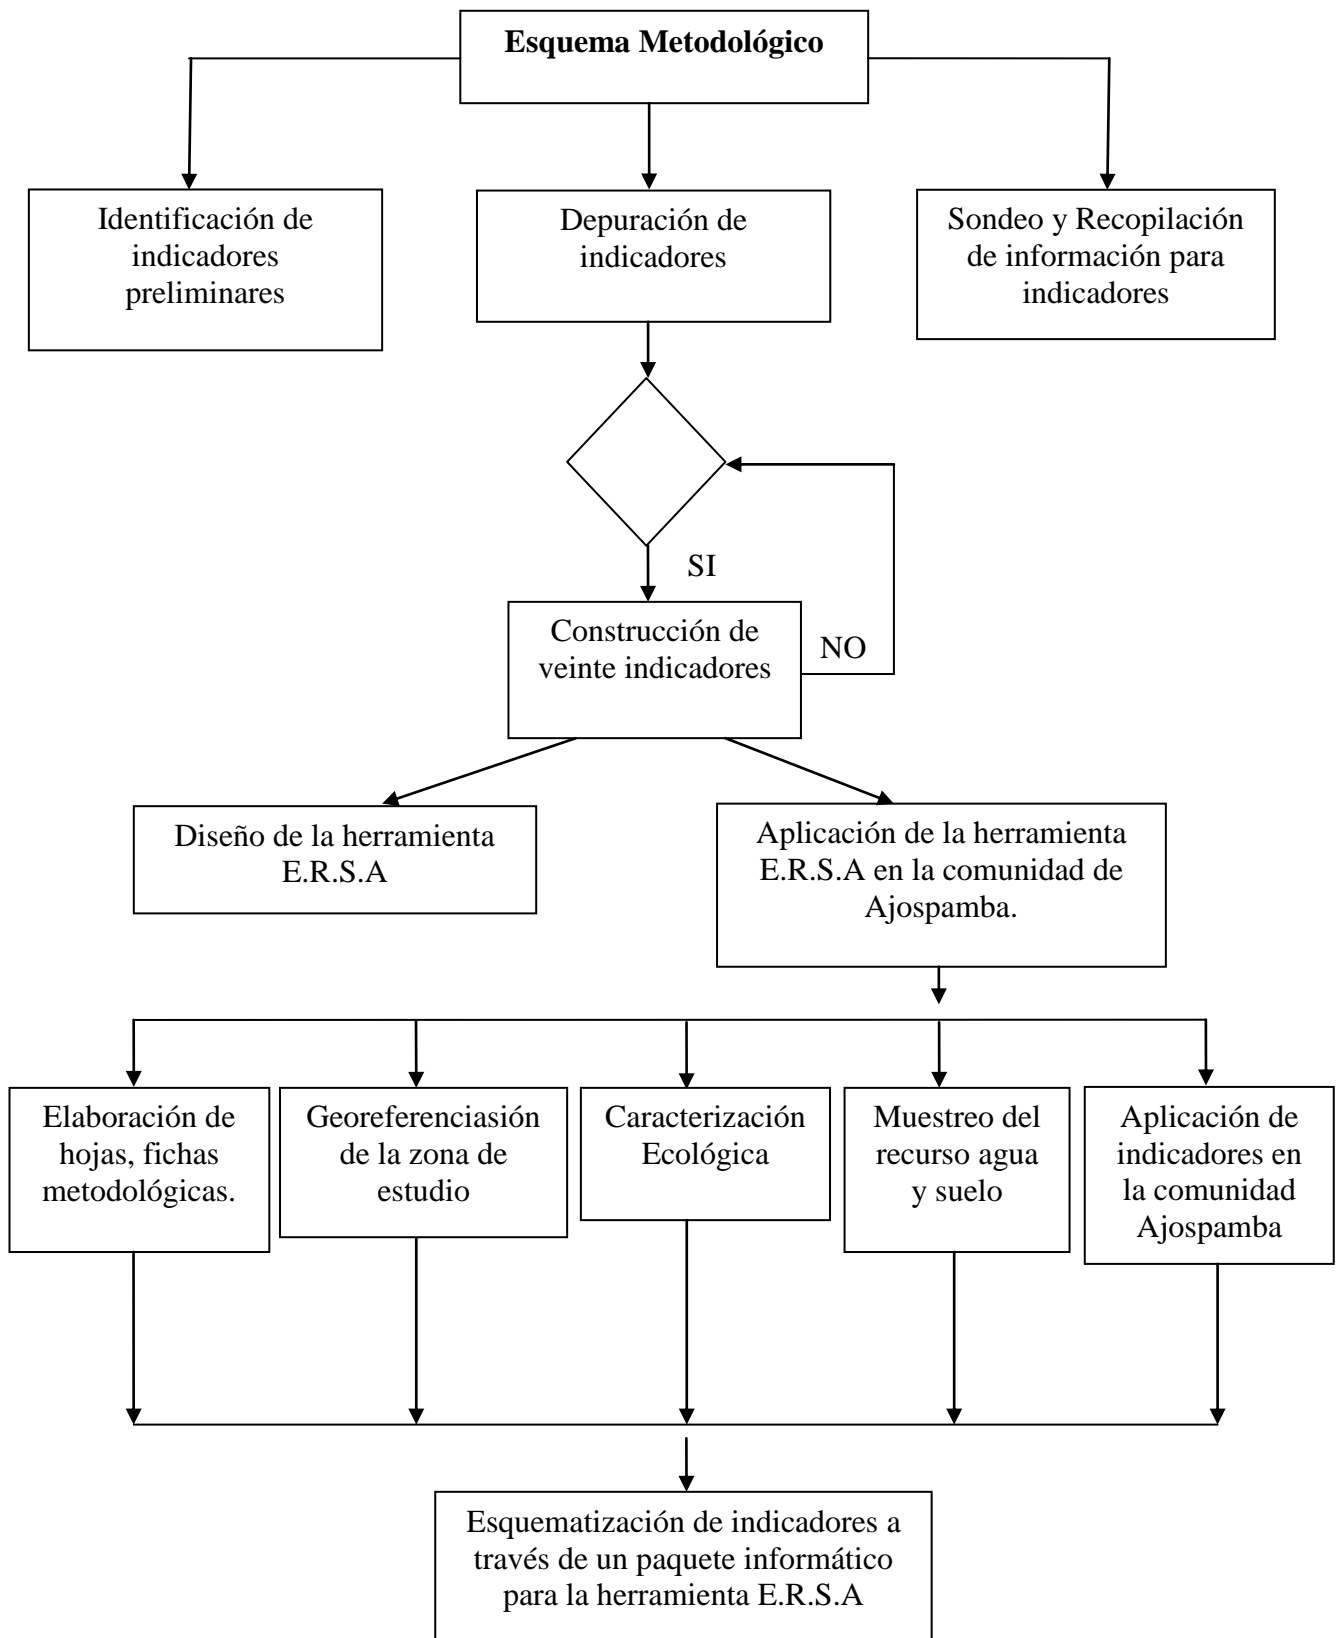 Esquema Metodológico
Identificación de
indicadores
preliminares
Depuración de
indicadores
Sondeo y Recopilación
de información para
indicadores
SI
Construcción de
veinte indicadores
NO
Diseño de la herramienta
E.R.S.A
Aplicación de la herramienta
E.R.S.A en la comunidad de
Ajospamba.
Elaboración de
hojas, fichas
metodológicas.
Georeferenciasión
de la zona de
estudio
Caracterización
Ecológica
Muestreo del
recurso agua
y suelo
Aplicación de
indicadores en
la comunidad
Ajospamba
Esquematización de indicadores a
través de un paquete informático
para la herramienta E.R.S.A